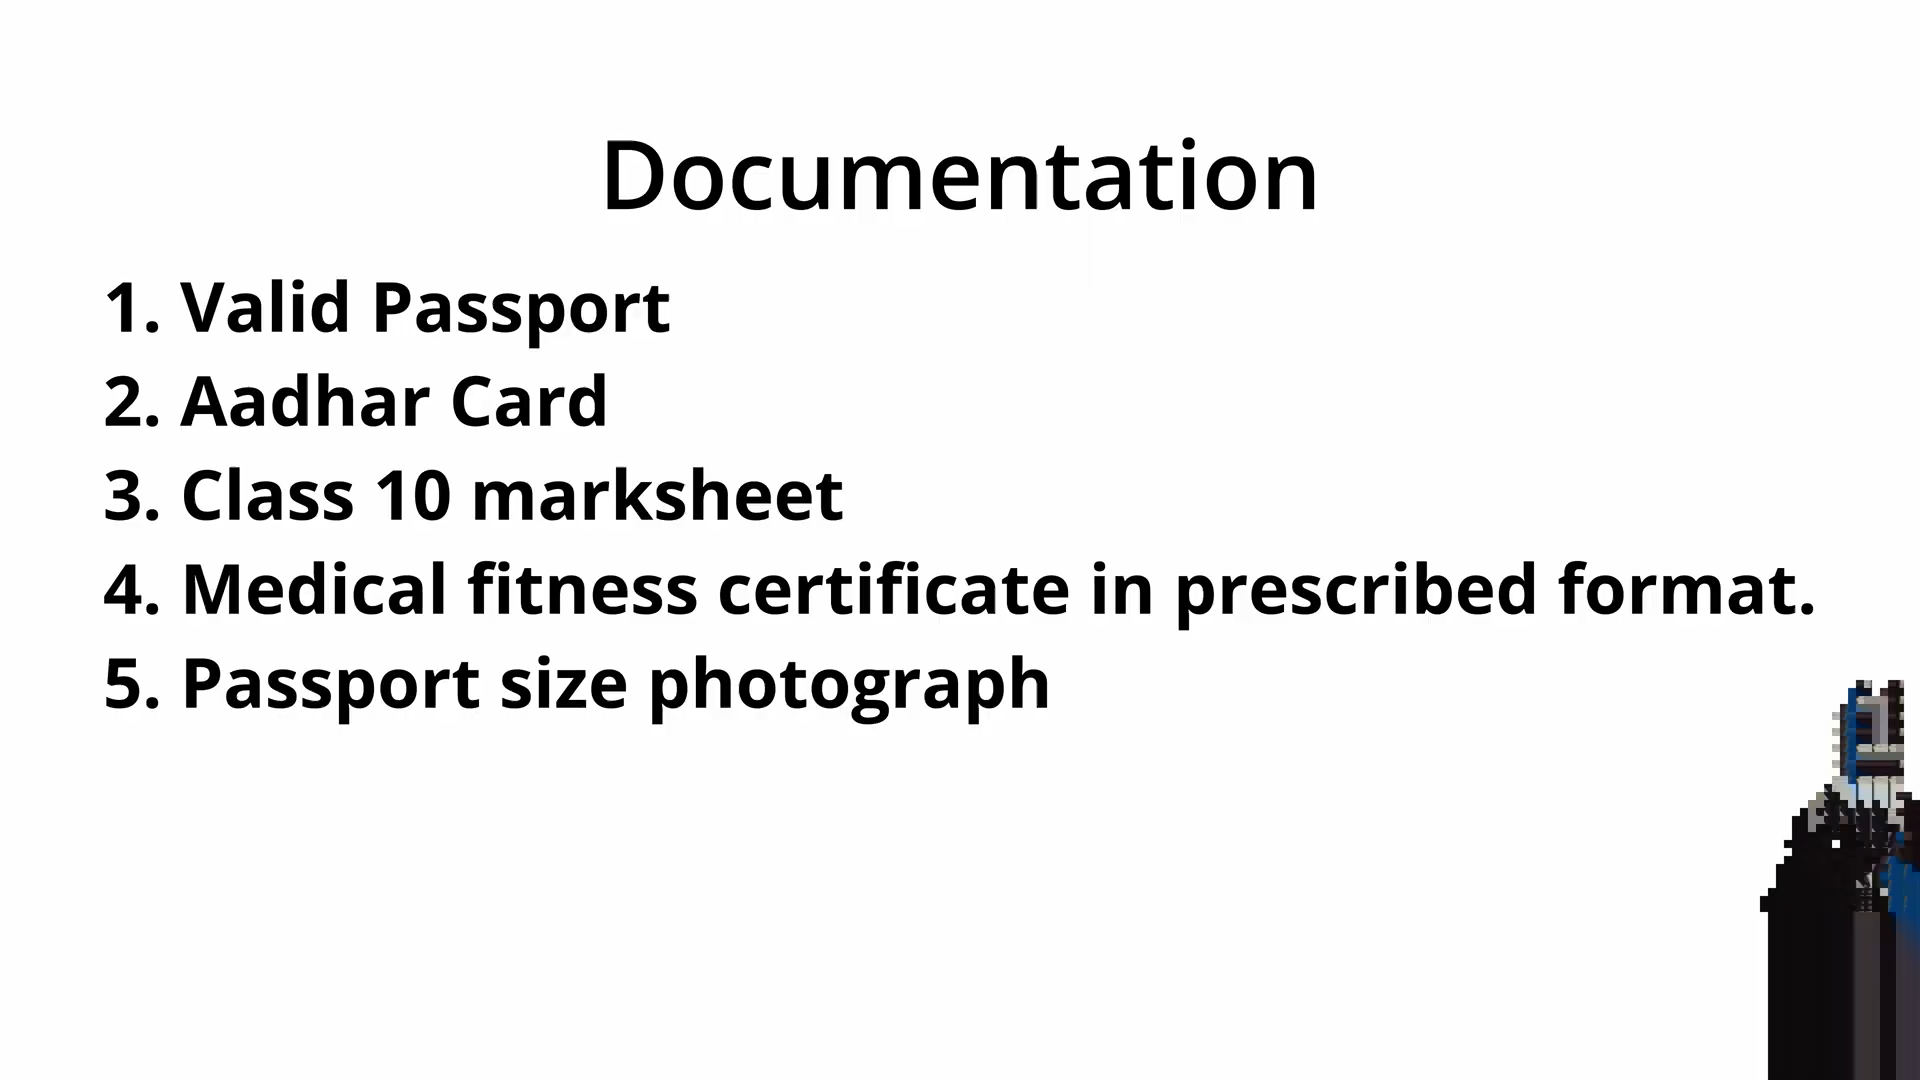 Documentation
1. Valid Passport
2. Aadhar Card
3. Class 10 marksheet
4. Medical fitness certificate in prescribed format.
5. Passport size photograph